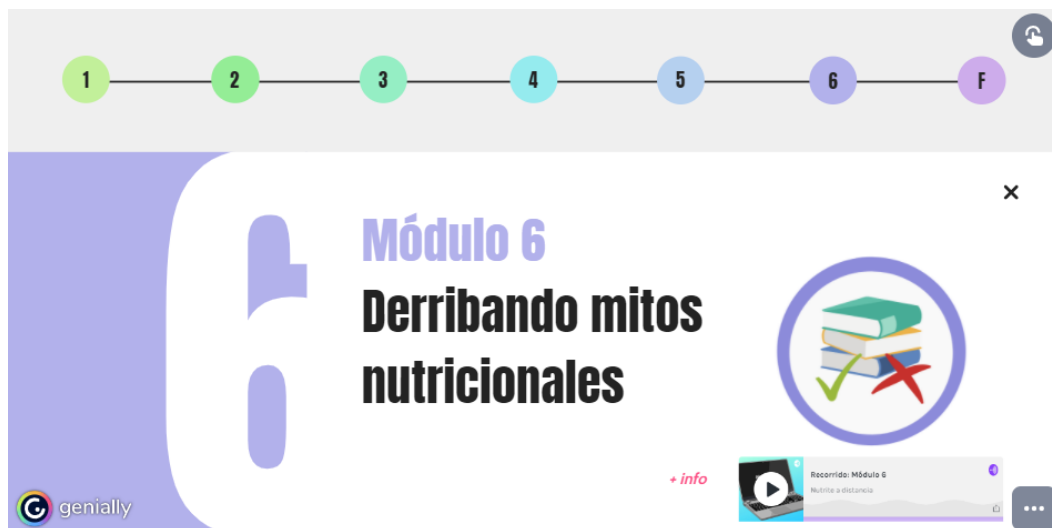 1 2 3 4 5 6 F
6
Módulo 6
Derribando mitos
nutricionales
+ info
Recorrido: Módulo 6
Nutrite a distancia
genially